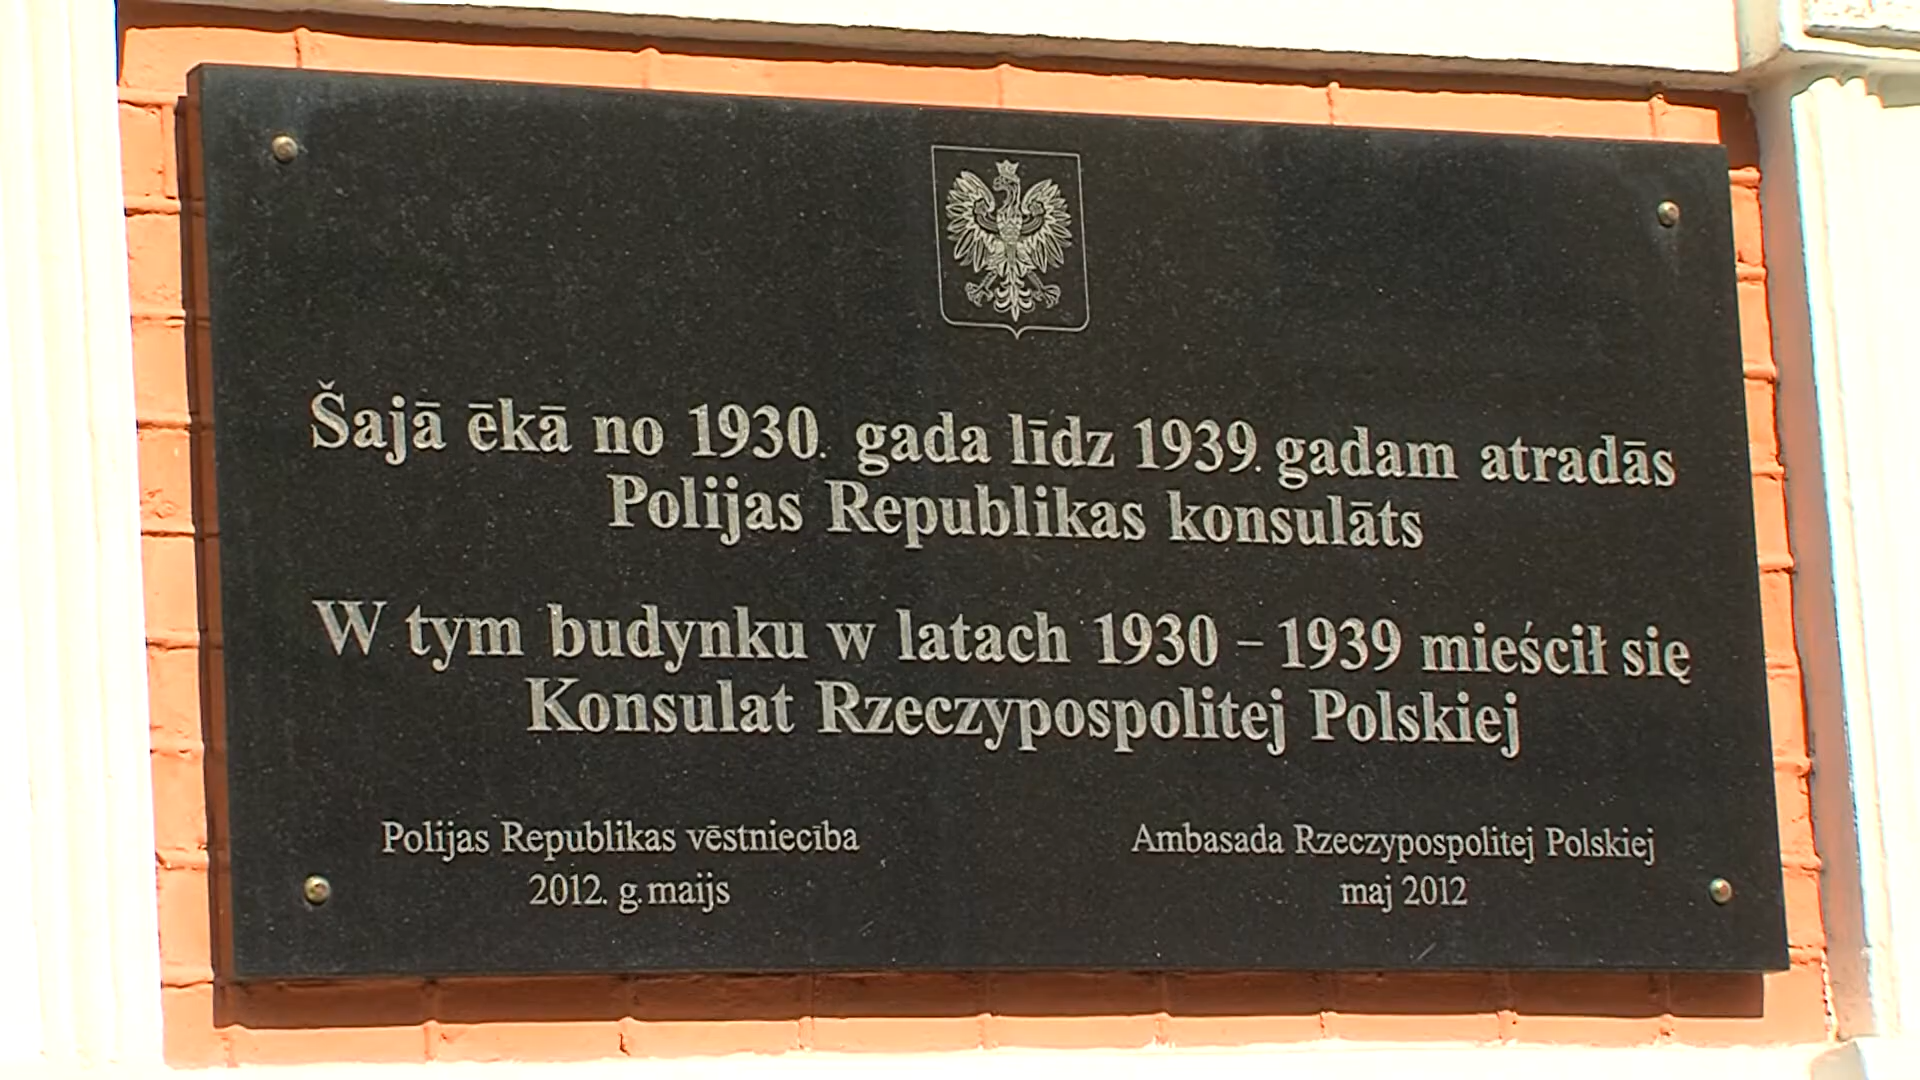 Šajā ēkā no 1930. gada līdz 1939. gadam atradās
Polijas Republikas konsulāts
W tym budynku w latach 1930 – 1939 mieścił się
Konsulat Rzeczypospolitej Polskiej
Polijas Republikas vēstniecība
2012. g. maijs
Ambasada Rzeczypospolitej Polskiej
maj 2012